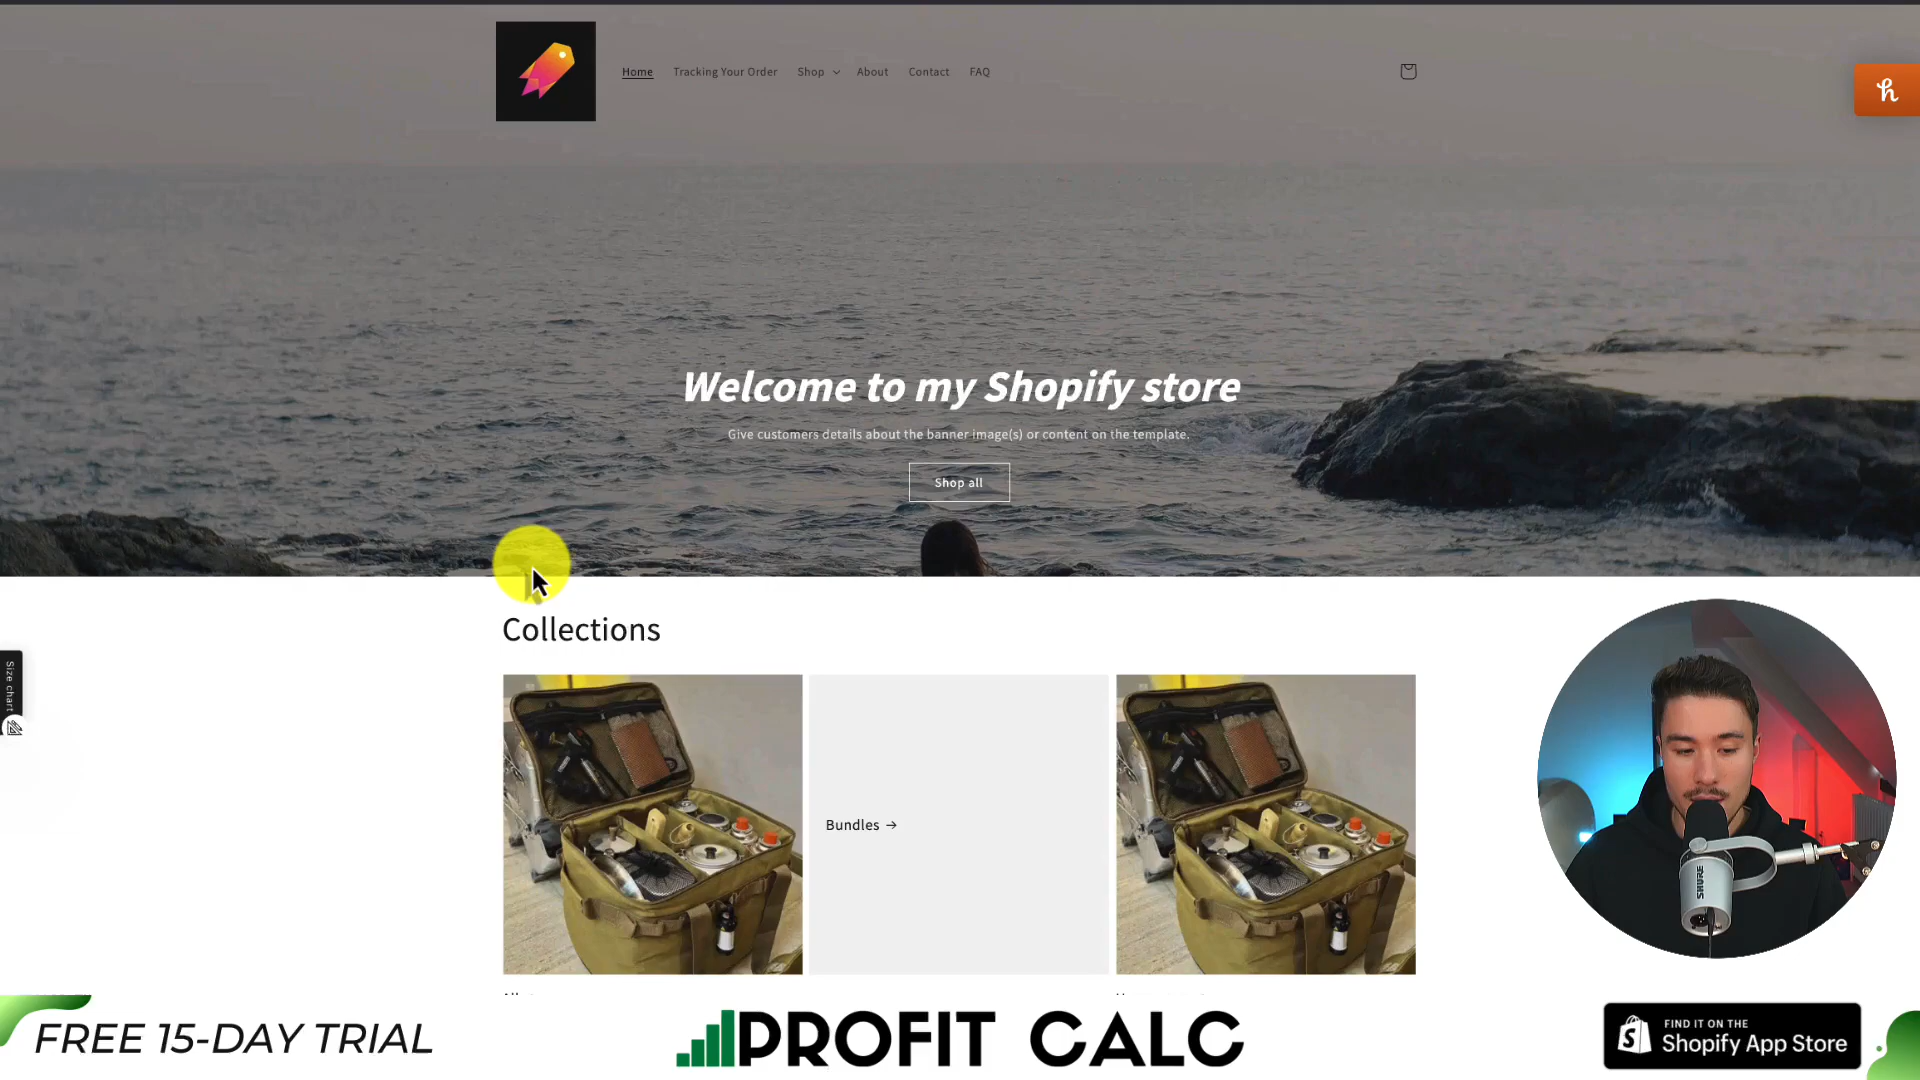 Home Tracking Your Order Shop About Contact FAQ
Welcome to my Shopify store
Give customers details about the banner image(s) or content on the template.
Shop all
Collections
Size chart
Bundles →
SHURE
FREE 15-DAY TRIAL
PROFIT CALC
FIND IT ON THE
Shopify App Store